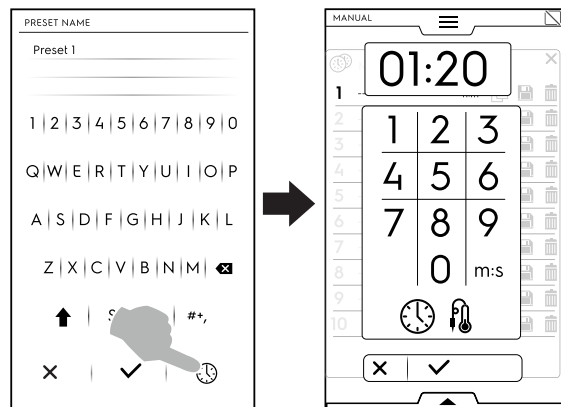 PRESET NAME
Preset 1
1 2 3 4 5 6 7 8 9 0
Q W E R T Y U I O P
A S D F G H J K L
Z X C V B N M
#+,
MANUAL
01:20
1
2
3
4
5
6
7
8
9
10
1 2 3
4 5 6
7 8 9
0 m:s